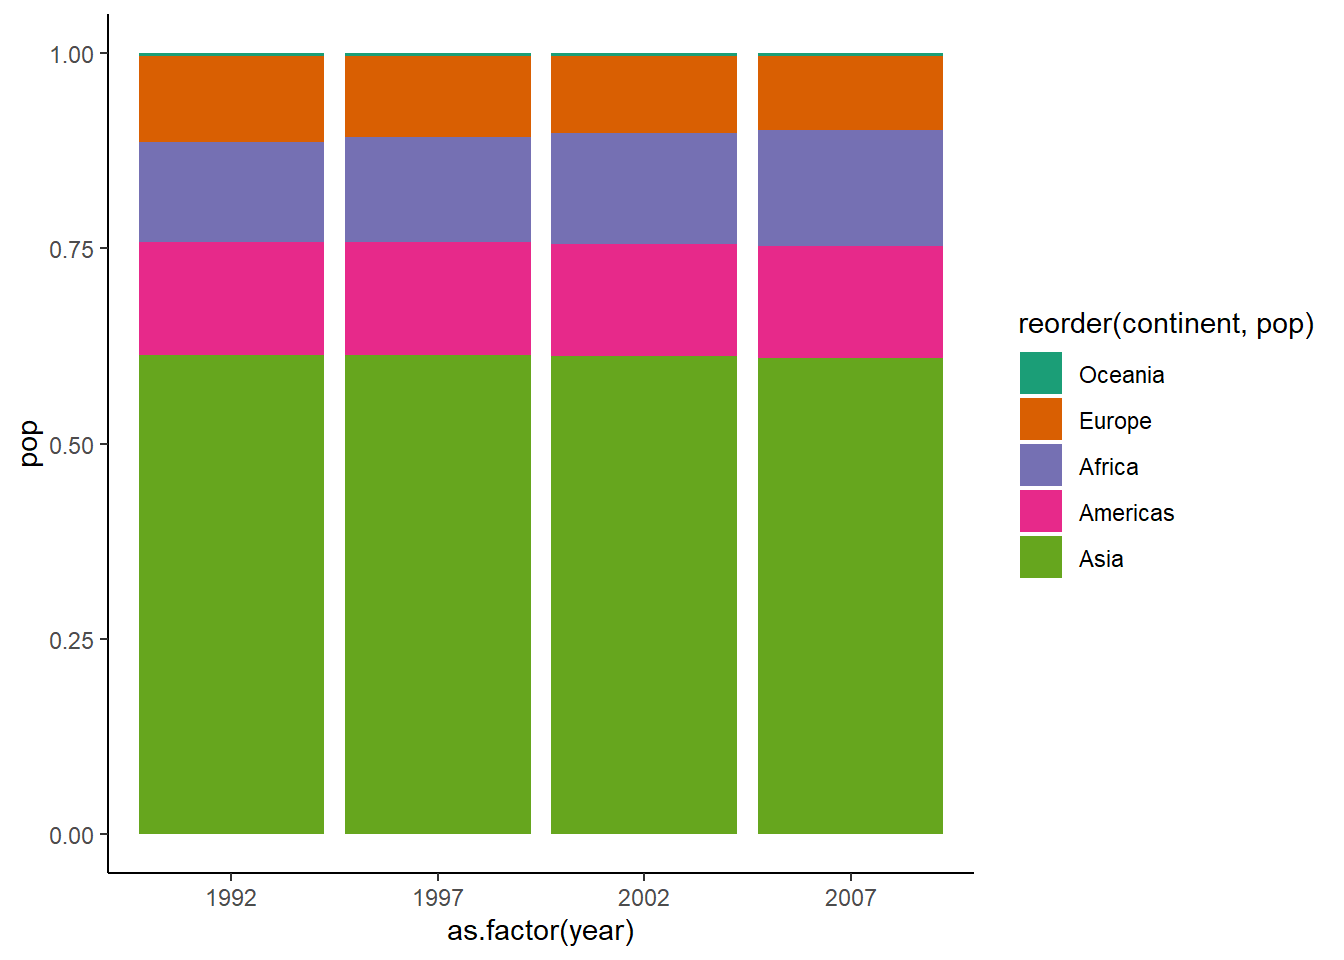 1.00
0.75
0.50
0.25
0.00
pop
1992 1997 2002 2007
as.factor(year)
reorder(continent, pop)
Oceania
Europe
Africa
Americas
Asia